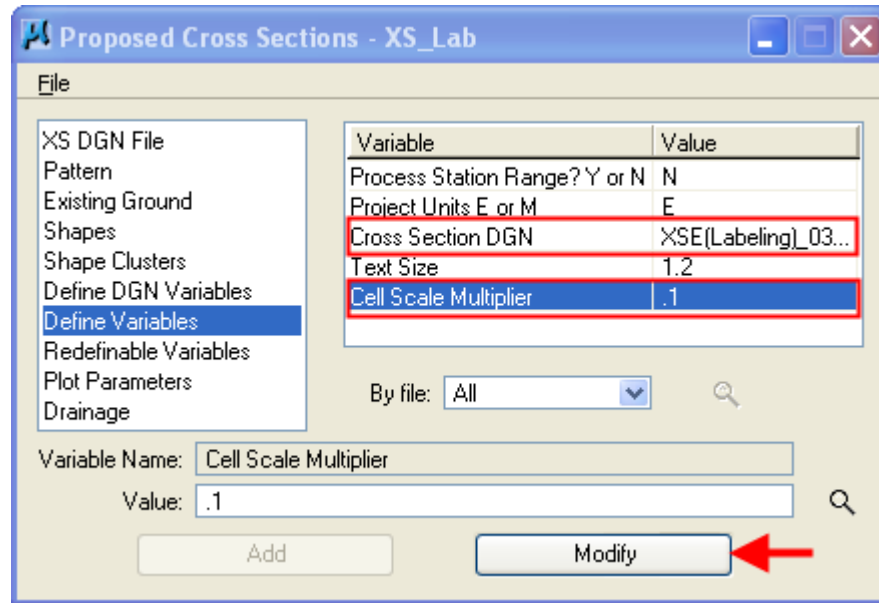 Proposed Cross Sections - XS_Lab
File
XS DGN File
Pattern
Existing Ground
Shapes
Shape Clusters
Define DGN Variables
Define Variables
Redefinable Variables
Plot Parameters
Drainage
Variable Value
Process Station Range? Y or N N
Project Units E or M E
Cross Section DGN XSE(Labeling)_03...
Text Size 1.2
Cell Scale Multiplier .1
By file: All
Variable Name: Cell Scale Multiplier
Value: .1
Add Modify